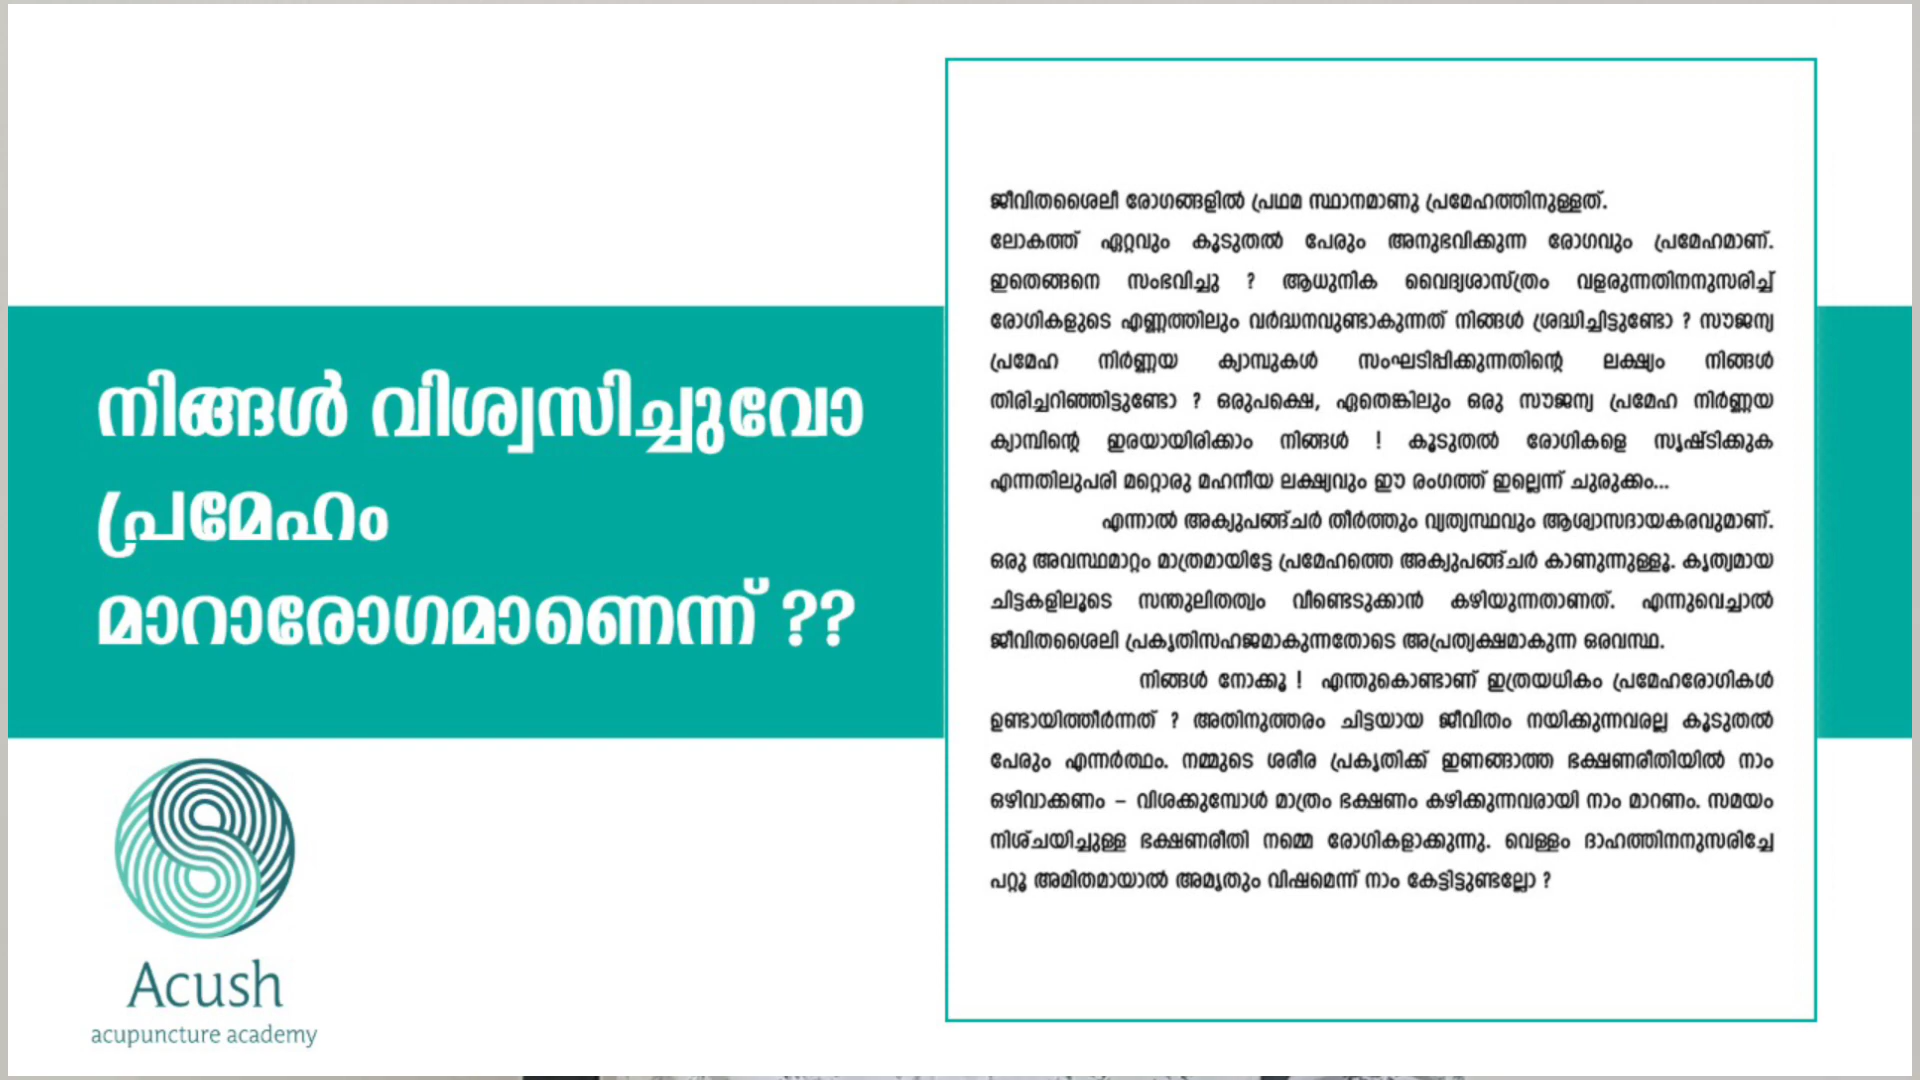 നിങ്ങൾ വിശ്വസിച്ചുവോ
പ്രമേഹം
മാറാരോഗമാണെന്ന് ??
Acush
acupuncture academy
ജീവിതശൈലീ രോഗങ്ങളിൽ പ്രഥമ സ്ഥാനമാണു പ്രമേഹത്തിനുള്ളത്.
ലോകത്ത് ഏറ്റവും കൂടുതൽ പേരും അനുഭവിക്കുന്ന രോഗവും പ്രമേഹമാണ്.
ഇതെങ്ങനെ സംഭവിച്ചു ? ആധുനിക വൈദ്യശാസ്ത്രം വളരുന്നതിനനുസരിച്ച്
രോഗികളുടെ എണ്ണത്തിലും വർദ്ധനവുണ്ടാകുന്നത് നിങ്ങൾ ശ്രദ്ധിച്ചിട്ടുണ്ടോ ? സൗജന്യ
പ്രമേഹ നിർണ്ണയ ക്യാമ്പുകൾ സംഘടിപ്പിക്കുന്നതിന്റെ ലക്ഷ്യം നിങ്ങൾ
തിരിച്ചറിഞ്ഞിട്ടുണ്ടോ ? ഒരുപക്ഷെ, ഏതെങ്കിലും ഒരു സൗജന്യ പ്രമേഹ നിർണ്ണയ
ക്യാമ്പിന്റെ ഇരയായിരിക്കാം നിങ്ങൾ ! കൂടുതൽ രോഗികളെ സൃഷ്ടിക്കുക
എന്നതിലുപരി മറ്റൊരു മഹനീയ ലക്ഷ്യവും ഈ രംഗത്ത് ഇല്ലെന്ന് ചുരുക്കം...
എന്നാൽ അക്യുപങ്ങ്ചർ തീർത്തും വ്യത്യസ്ഥവും ആശ്വാസദായകരവുമാണ്.
ഒരു അവസ്ഥമാറ്റം മാത്രമായിട്ടേ പ്രമേഹത്തെ അക്യുപങ്ങ്ചർ കാണുന്നുള്ളൂ. കൃത്യമായ
ചിട്ടകളിലൂടെ സന്തുലിതത്വം വീണ്ടെടുക്കാൻ കഴിയുന്നതാണത്. എന്നുവെച്ചാൽ
ജീവിതശൈലി പ്രകൃതിസഹജമാകുന്നതോടെ അപ്രത്യക്ഷമാകുന്ന ഒരവസ്ഥ.
നിങ്ങൾ നോക്കൂ ! എന്തുകൊണ്ടാണ് ഇത്രയധികം പ്രമേഹരോഗികൾ
ഉണ്ടായിത്തീർന്നത് ? അതിനുത്തരം ചിട്ടയായ ജീവിതം നയിക്കുന്നവരല്ല കൂടുതൽ
പേരും എന്നർത്ഥം. നമ്മുടെ ശരീര പ്രകൃതിക്ക് ഇണങ്ങാത്ത ഭക്ഷണരീതിയിൽ നാം
ഒഴിവാക്കണം – വിശക്കുമ്പോൾ മാത്രം ഭക്ഷണം കഴിക്കുന്നവരായി നാം മാറണം. സമയം
നിശ്ചയിച്ചുള്ള ഭക്ഷണരീതി നമ്മെ രോഗികളാക്കുന്നു. വെള്ളം ദാഹത്തിനനുസരിച്ചേ
പറ്റൂ അമിതമായാൽ അമൃതും വിഷമെന്ന് നാം കേട്ടിട്ടുണ്ടല്ലോ ?